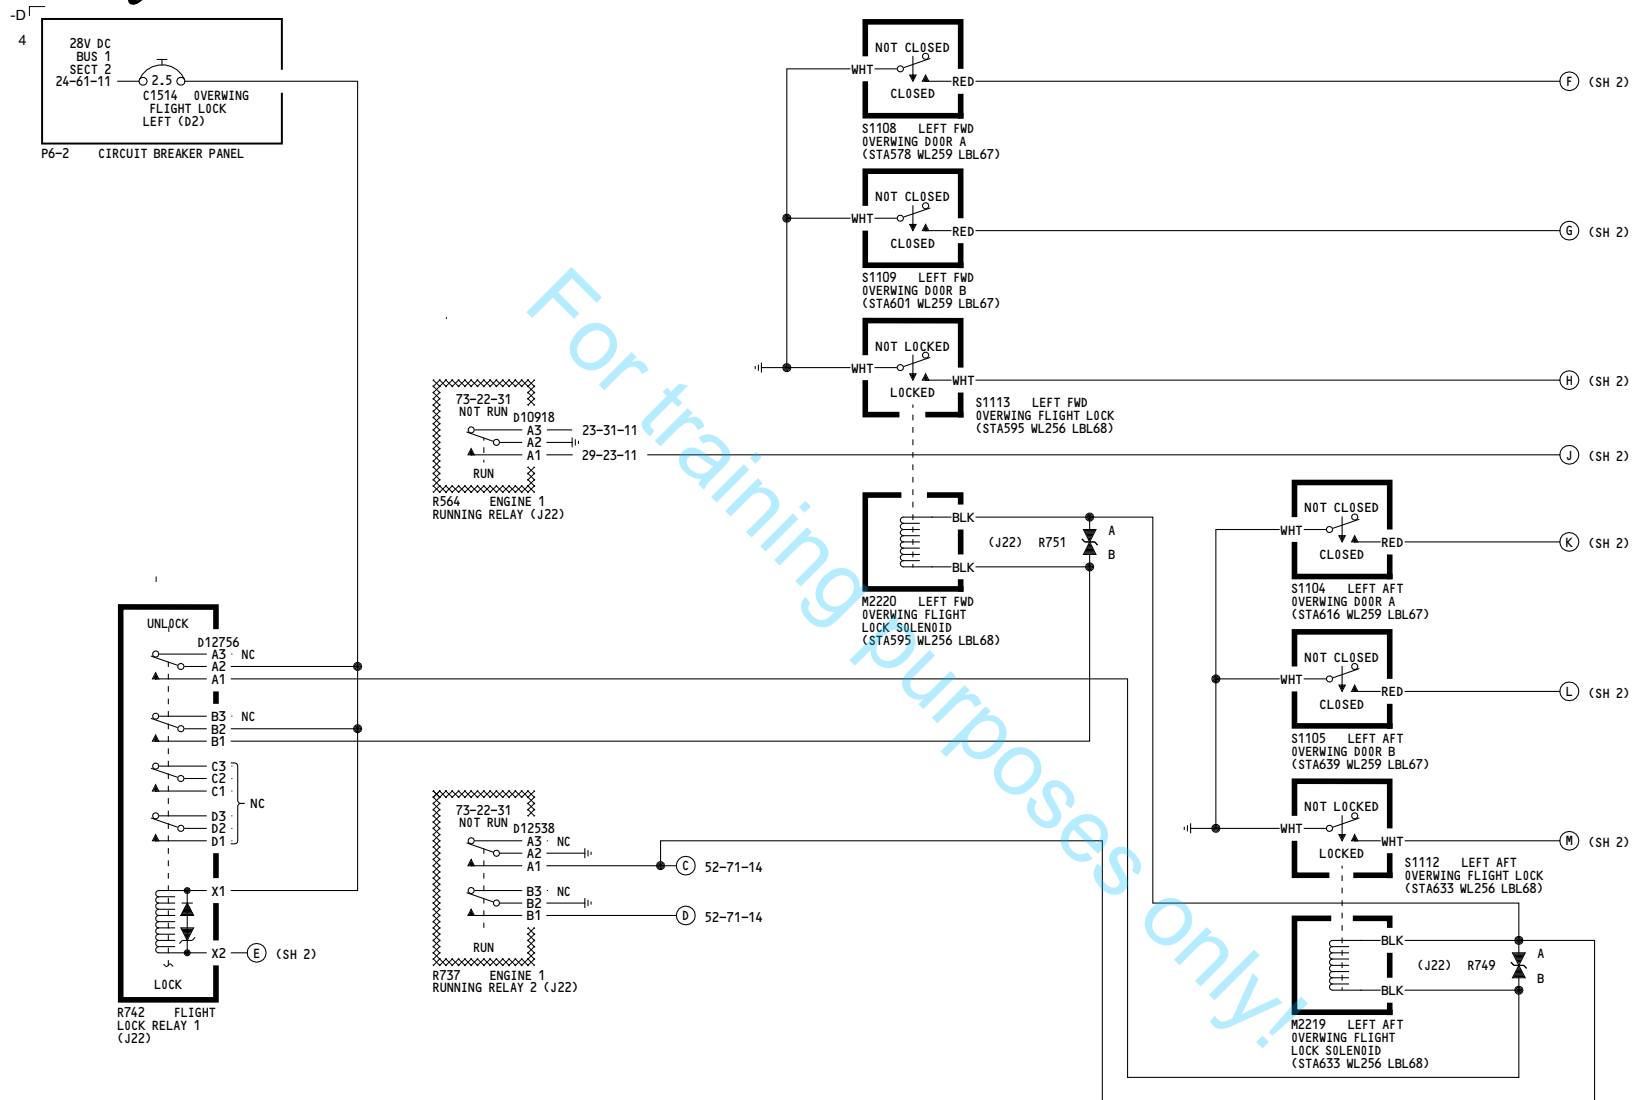 -D
4
28V DC
BUS 1
SECT 2
24-61-11
2.5
C1514 OVERWING
FLIGHT LOCK
LEFT (D2)
P6-2 CIRCUIT BREAKER PANEL
NOT CLOSED
WHT
RED
CLOSED
F (SH 2)
S1108 LEFT FWD
OVERWING DOOR A
(STA578 WL259 LBL67)
NOT CLOSED
WHT
RED
CLOSED
G (SH 2)
S1109 LEFT FWD
OVERWING DOOR B
(STA601 WL259 LBL67)
NOT LOCKED
WHT
WHT
LOCKED
H (SH 2)
S1113 LEFT FWD
OVERWING FLIGHT LOCK
(STA595 WL256 LBL68)
73-22-31
NOT RUN
D10918
A3 23-31-11
A2
A1 29-23-11
J (SH 2)
RUN
R564 ENGINE 1
RUNNING RELAY (J22)
BLK
(J22) R751
A
B
BLK
M2220 LEFT FWD
OVERWING FLIGHT
LOCK SOLENOID
(STA595 WL256 LBL68)
NOT CLOSED
WHT
RED
CLOSED
K (SH 2)
S1104 LEFT AFT
OVERWING DOOR A
(STA616 WL259 LBL67)
NOT CLOSED
WHT
RED
CLOSED
L (SH 2)
S1105 LEFT AFT
OVERWING DOOR B
(STA639 WL259 LBL67)
NOT LOCKED
WHT
WHT
LOCKED
M (SH 2)
S1112 LEFT AFT
OVERWING FLIGHT LOCK
(STA633 WL256 LBL68)
UNLOCK
D12756
A3 NC
A2
A1
B3 NC
B2
B1
C3
C2
C1
NC
D3
D2
D1
X1
X2 E (SH 2)
LOCK
R742 FLIGHT
LOCK RELAY 1
(J22)
73-22-31
NOT RUN
D12538
A3 NC
A2
A1 C 52-71-14
B3 NC
B2
B1 D 52-71-14
RUN
R737 ENGINE 1
RUNNING RELAY 2 (J22)
BLK
(J22) R749
A
B
BLK
M2219 LEFT AFT
OVERWING FLIGHT
LOCK SOLENOID
(STA633 WL256 LBL68)
For training purposes only!